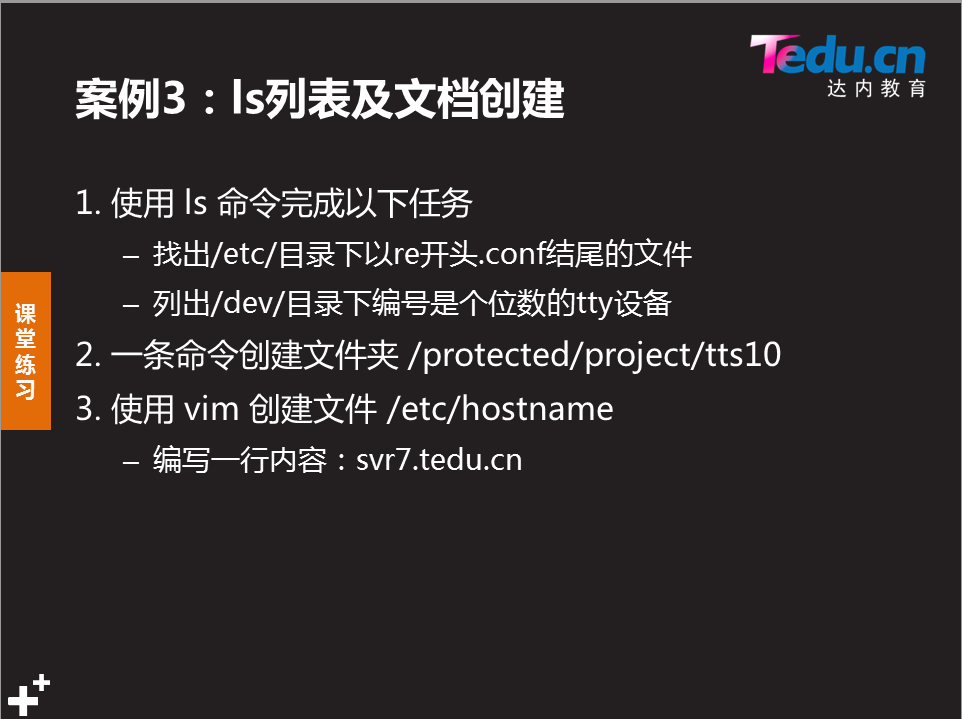 Tedu.cn
达内教育
案例3：ls列表及文档创建
1. 使用 ls 命令完成以下任务
– 找出/etc/目录下以re开头.conf结尾的文件
– 列出/dev/目录下编号是个位数的tty设备
课堂练习
2. 一条命令创建文件夹 /protected/project/tts10
3. 使用 vim 创建文件 /etc/hostname
– 编写一行内容：svr7.tedu.cn